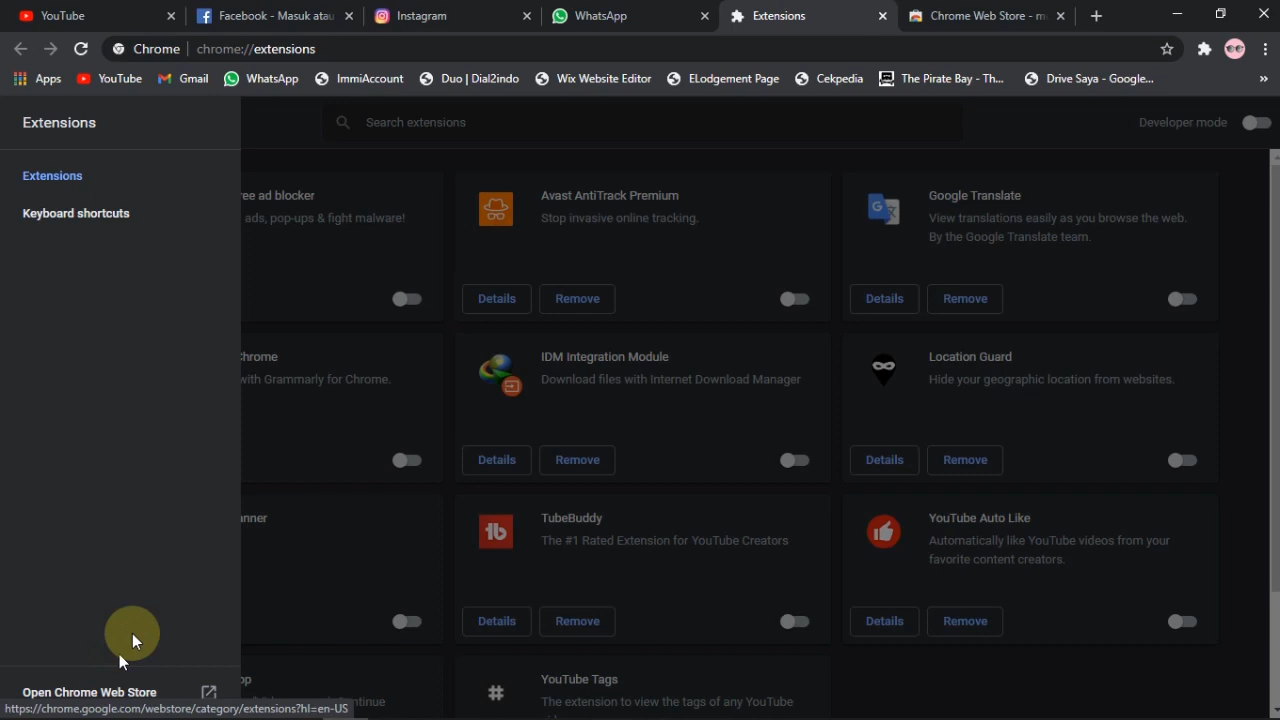 YouTube
Facebook - Masuk atau
Instagram
WhatsApp
Extensions
Chrome Web Store - m
Chrome
chrome://extensions
Apps
YouTube
Gmail
WhatsApp
ImmiAccount
Duo | Dial2indo
Wix Website Editor
ELodgement Page
Cekpedia
The Pirate Bay - Th...
Drive Saya - Google...
»
Extensions
Search extensions
Developer mode
Extensions
Keyboard shortcuts
ree ad blocker
ads, pop-ups & fight malware!
Avast AntiTrack Premium
Stop invasive online tracking.
Details
Remove
Google Translate
View translations easily as you browse the web.
By the Google Translate team.
Details
Remove
Chrome
with Grammarly for Chrome.
IDM Integration Module
Download files with Internet Download Manager
Details
Remove
Location Guard
Hide your geographic location from websites.
Details
Remove
nner
TubeBuddy
The #1 Rated Extension for YouTube Creators
Details
Remove
YouTube Auto Like
Automatically like YouTube videos from your
favorite content creators.
Details
Remove
YouTube Tags
The extension to view the tags of any YouTube
Open Chrome Web Store
https://chrome.google.com/webstore/category/extensions?hl=en-US